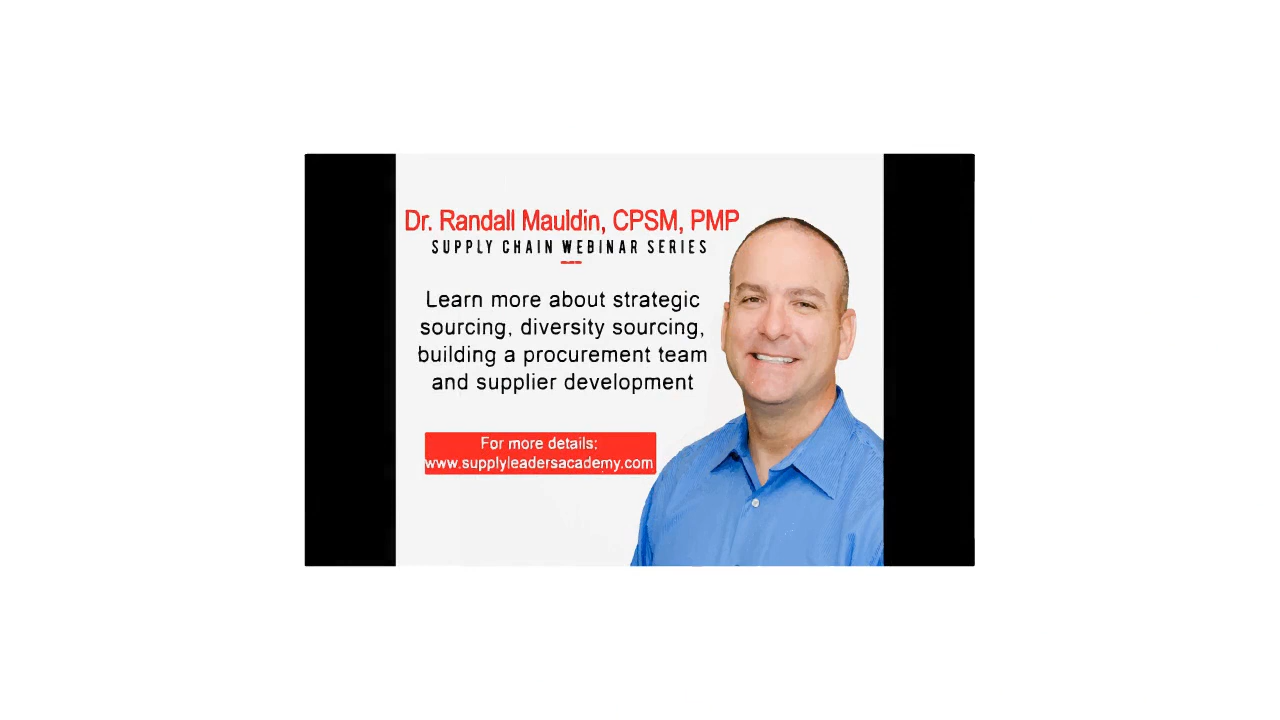 Dr. Randall Mauldin, CPSM, PMP
SUPPLY CHAIN WEBINAR SERIES
Learn more about strategic
sourcing, diversity sourcing,
building a procurement team
and supplier development
For more details:
www.supplyleadersacademy.com